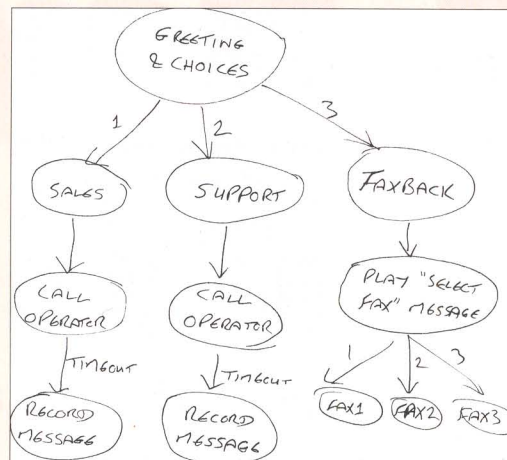 GREETING
& CHOICES
1
2
3
SALES
SUPPORT
FAXBACK
CALL
OPERATOR
CALL
OPERATOR
PLAY "SELECT
FAX" MESSAGE
TIMEOUT
TIMEOUT
1
2
3
RECORD
MESSAGE
RECORD
MESSAGE
FAX1
FAX2
FAX3